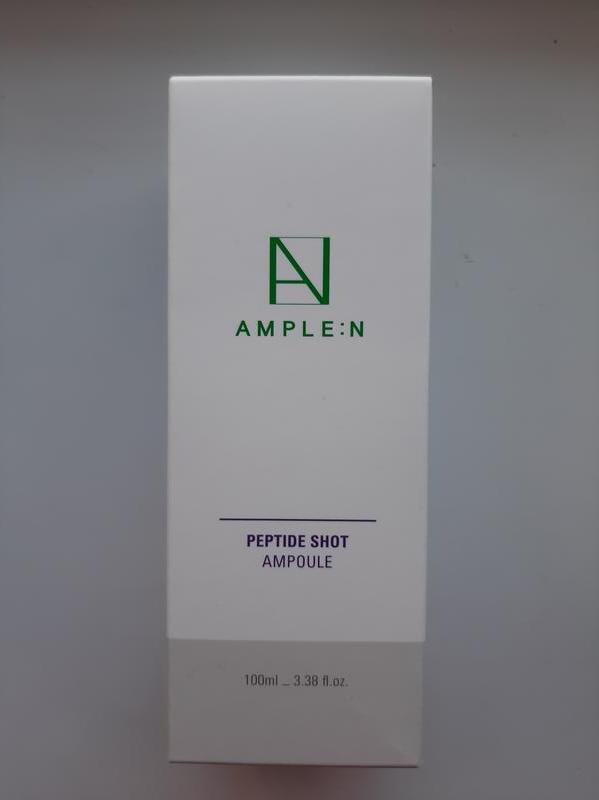 AMPLE:N
PEPTIDE SHOT
AMPOULE
100ml _ 3.38 fl.oz.